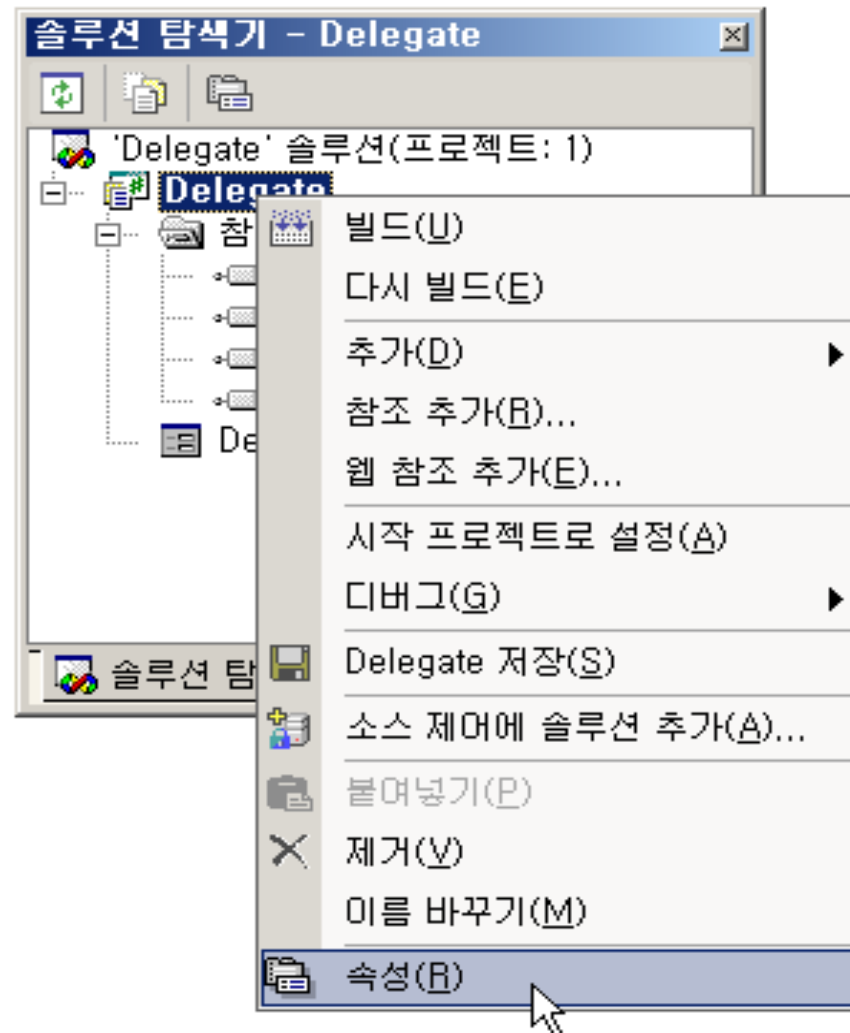 솔루션 탐색기 - Delegate
'Delegate' 솔루션(프로젝트: 1)
Delegate
참
De
솔루션 탐
빌드(U)
다시 빌드(E)
추가(D)
참조 추가(R)...
웹 참조 추가(E)...
시작 프로젝트로 설정(A)
디버그(G)
Delegate 저장(S)
소스 제어에 솔루션 추가(A)...
붙여넣기(P)
제거(V)
이름 바꾸기(M)
속성(R)